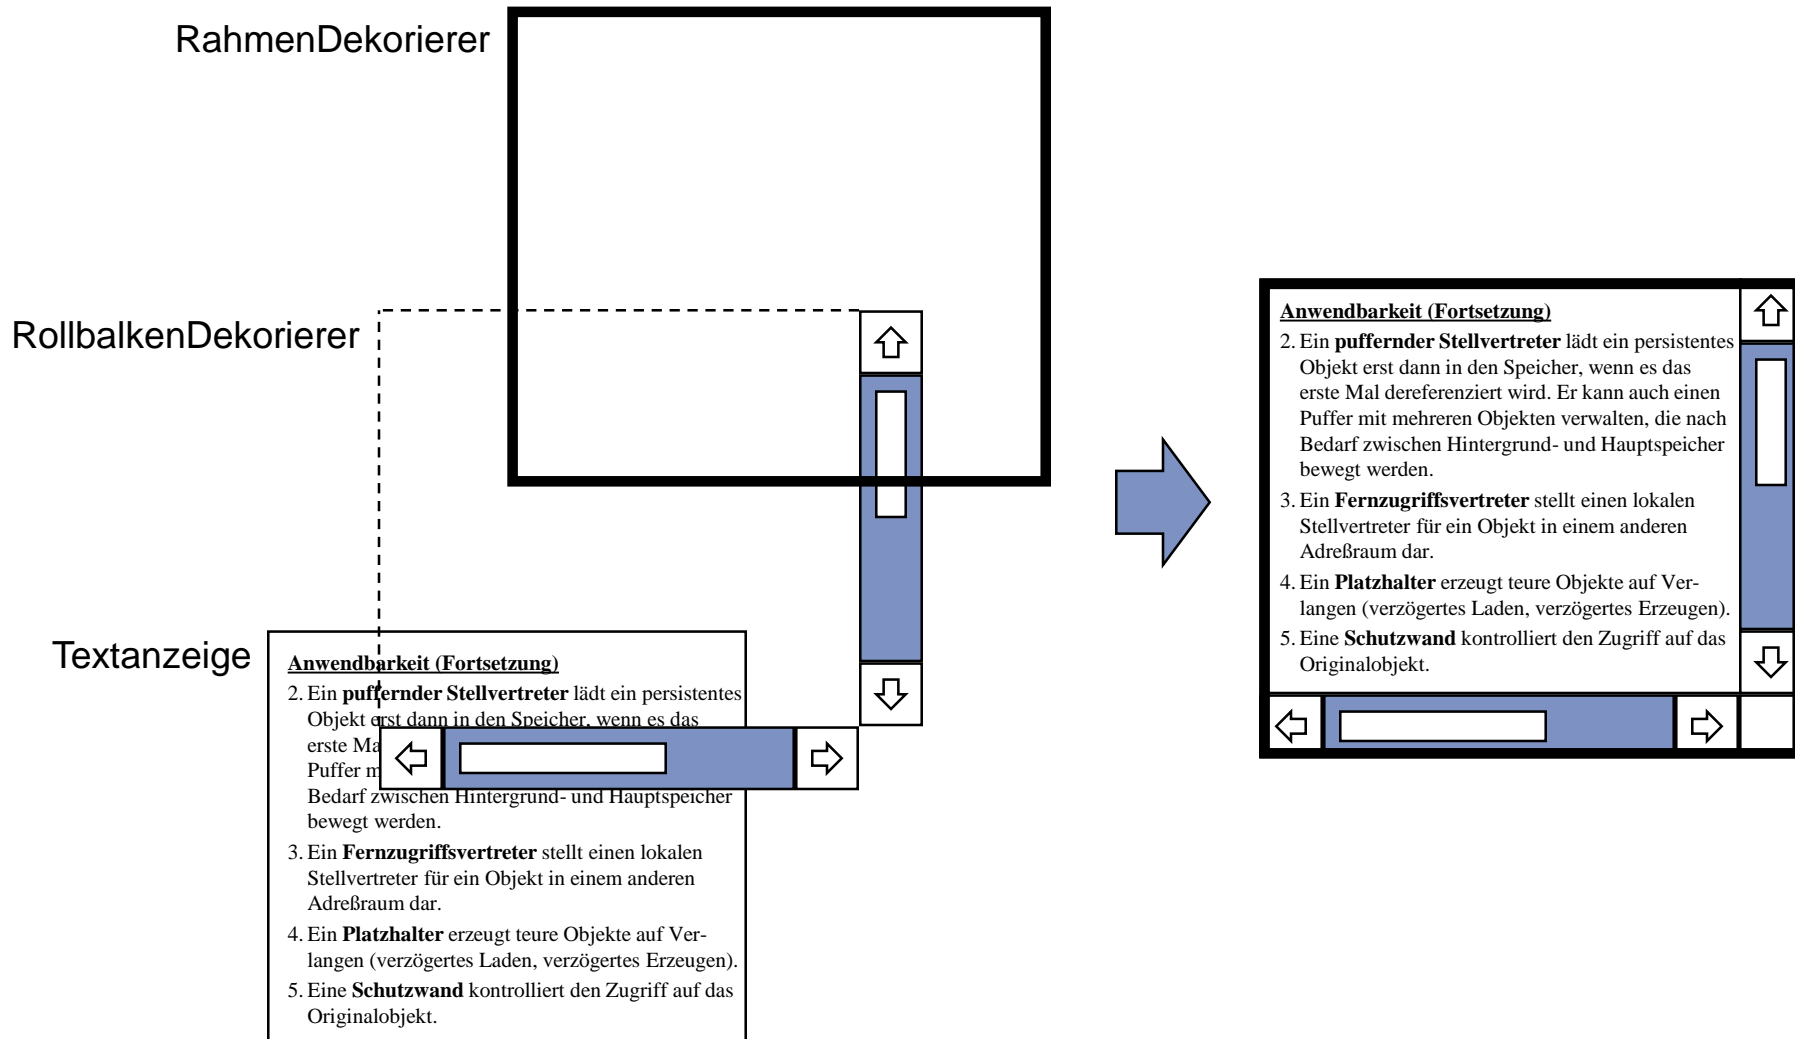 RahmenDekorierer
RollbalkenDekorierer
Textanzeige
Anwendbarkeit (Fortsetzung)
2. Ein puffernder Stellvertreter lädt ein persistentes
Objekt erst dann in den Speicher, wenn es das
erste Ma
Puffer m
Bedarf zwischen Hintergrund- und Hauptspeicher
bewegt werden.
3. Ein Fernzugriffsvertreter stellt einen lokalen
Stellvertreter für ein Objekt in einem anderen
Adreßraum dar.
4. Ein Platzhalter erzeugt teure Objekte auf Ver-
langen (verzögertes Laden, verzögertes Erzeugen).
5. Eine Schutzwand kontrolliert den Zugriff auf das
Originalobjekt.
Anwendbarkeit (Fortsetzung)
2. Ein puffernder Stellvertreter lädt ein persistentes
Objekt erst dann in den Speicher, wenn es das
erste Mal dereferenziert wird. Er kann auch einen
Puffer mit mehreren Objekten verwalten, die nach
Bedarf zwischen Hintergrund- und Hauptspeicher
bewegt werden.
3. Ein Fernzugriffsvertreter stellt einen lokalen
Stellvertreter für ein Objekt in einem anderen
Adreßraum dar.
4. Ein Platzhalter erzeugt teure Objekte auf Ver-
langen (verzögertes Laden, verzögertes Erzeugen).
5. Eine Schutzwand kontrolliert den Zugriff auf das
Originalobjekt.